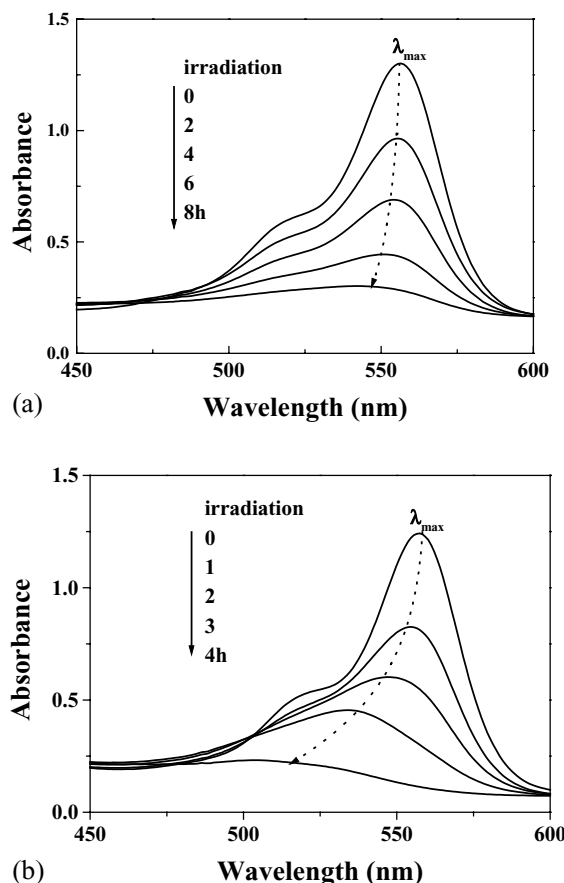 1.5
λmax
irradiation
0
2
4
6
8h
1.0
0.5
0.0
450 500 550 600
Absorbance
Wavelength (nm)
(a)
1.5
irradiation
λmax
0
1
2
3
4h
1.0
0.5
0.0
450 500 550 600
Absorbance
Wavelength (nm)
(b)